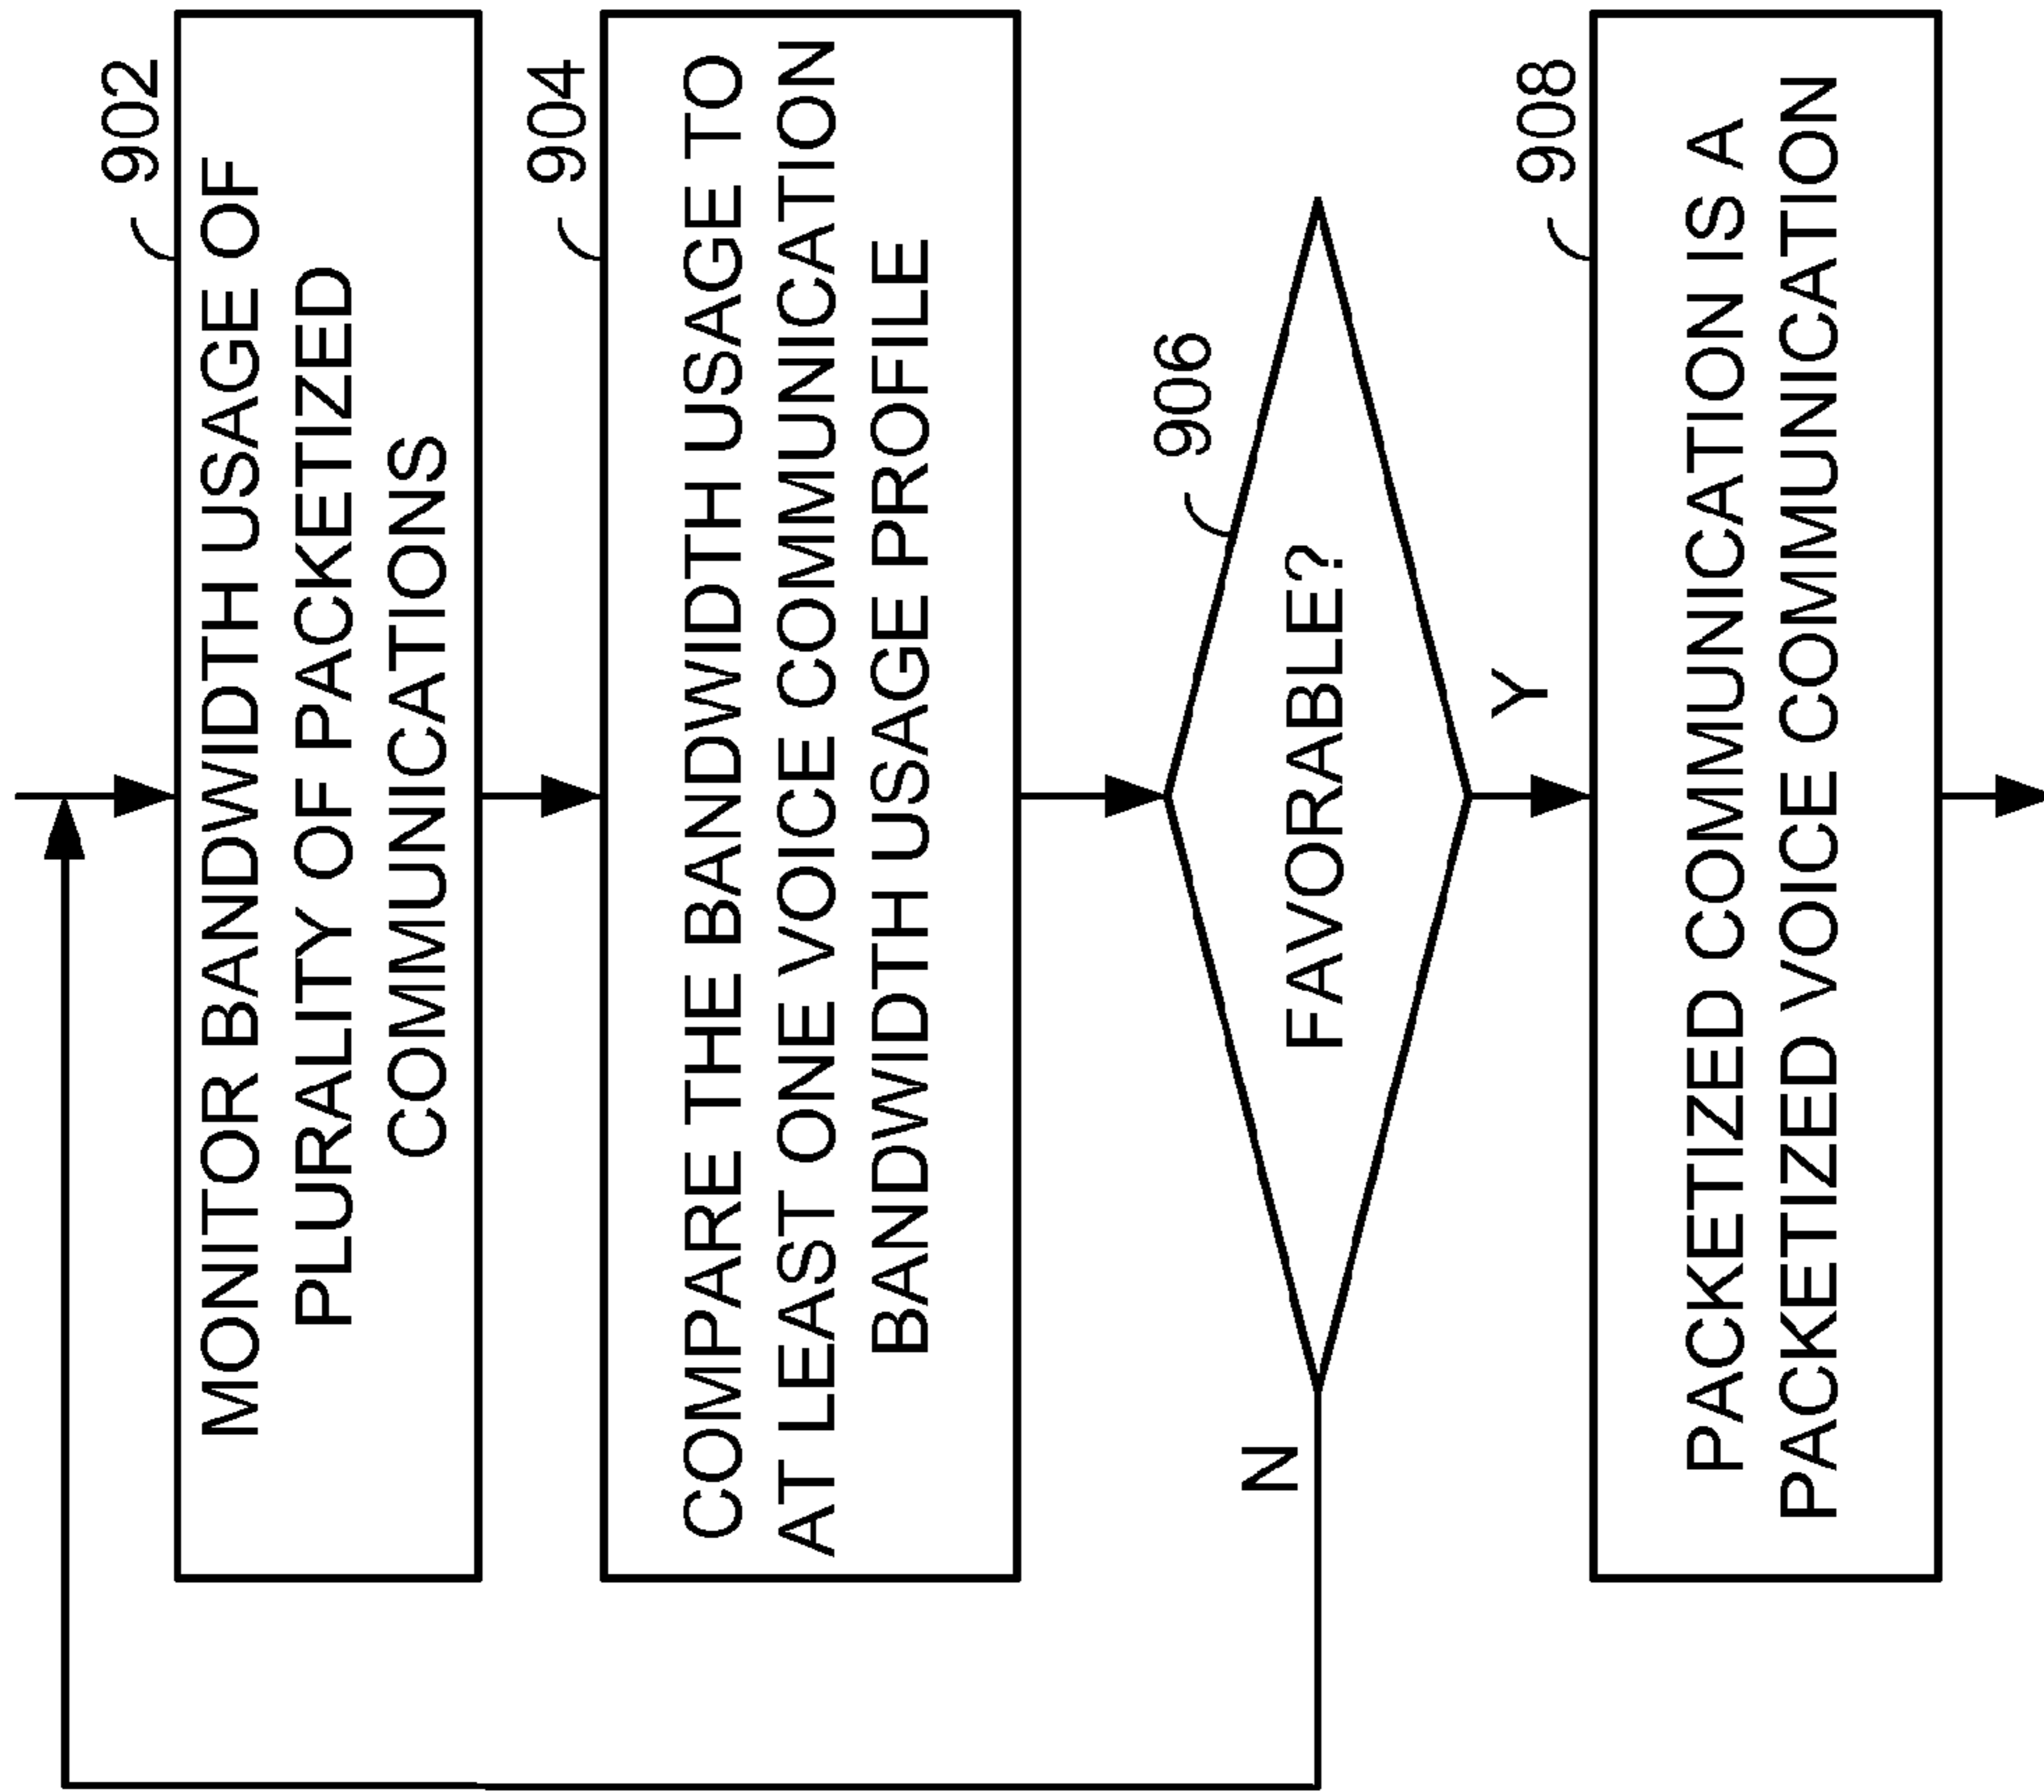 902
MONITOR BANDWIDTH USAGE OF
PLURALITY OF PACKETIZED
COMMUNICATIONS
904
COMPARE THE BANDWIDTH USAGE TO
AT LEAST ONE VOICE COMMUNICATION
BANDWIDTH USAGE PROFILE
906
FAVORABLE?
N
Y
908
PACKETIZED COMMUNICATION IS A
PACKETIZED VOICE COMMUNICATION